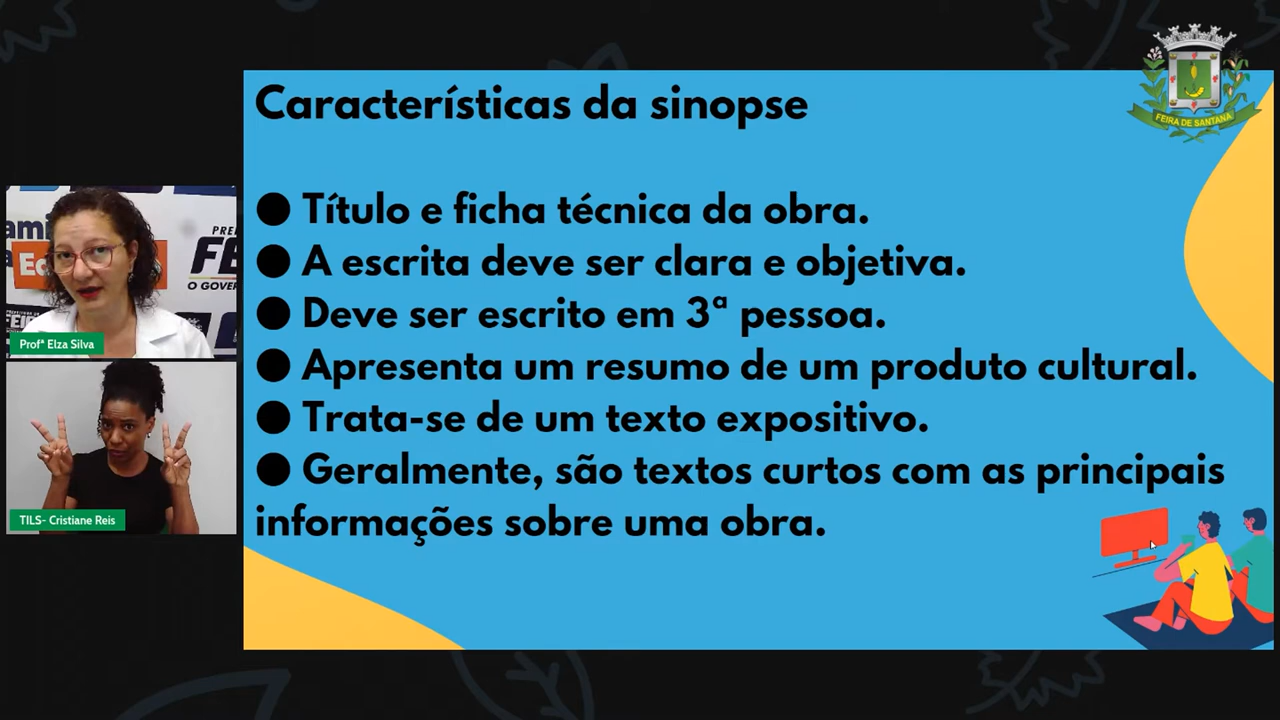 FEIRA DE SANTANA
Características da sinopse
● Título e ficha técnica da obra.
● A escrita deve ser clara e objetiva.
● Deve ser escrito em 3ª pessoa.
● Apresenta um resumo de um produto cultural.
● Trata-se de um texto expositivo.
● Geralmente, são textos curtos com as principais
informações sobre uma obra.
O GOVER
Profª Elza Silva
TILS- Cristiane Reis